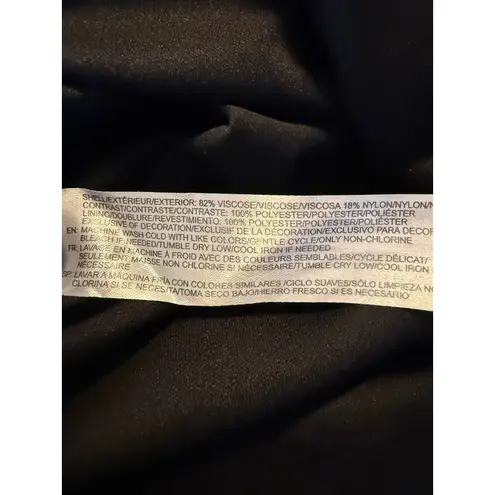 SHELL/EXTÉRIEUR/EXTERIOR: 82% VISCOSE/VISCOSE/VISCOSA 18% NYLON/NYLON/N
CONTRAST/CONTRASTE/CONTRASTE: 100% POLYESTER/POLYESTER/POLIÉSTER
LINING/DOUBLURE/REVESTIMIENTO: 100% POLYESTER/POLYESTER/POLIÉSTER
EXCLUSIVE OF DECORATION/EXCLUSIF DE LA DÉCORATION/EXCLUSIVO PARA DECOR
EN: MACHINE WASH COLD WITH LIKE COLORS/GENTLE CYCLE/ONLY NON-CHLORINE
BLEACH IF NEEDED/TUMBLE DRY LOW/COOL IRON IF
FR: LAVAGE EN MACHINE A FROID AVEC DES COULEURS SEMBLABLES/CYCLE DÉLICAT/
SEULEMENT. MASSE NON CHLORINE SI NÉCESSAIRE/TUMBLE CRY LOW/COOL IRON SI
NÉCESSAIRE
SP: LAVAR A MÁQUINA FRÍA CON COLORES SIMILARES /CICLO SUAVES/SÓLO LIMPIEZA NO
CLORINA SI SE NECESITA/TOMA SECO BAJO/HIERRO FRESCO SI ES NECESARIO